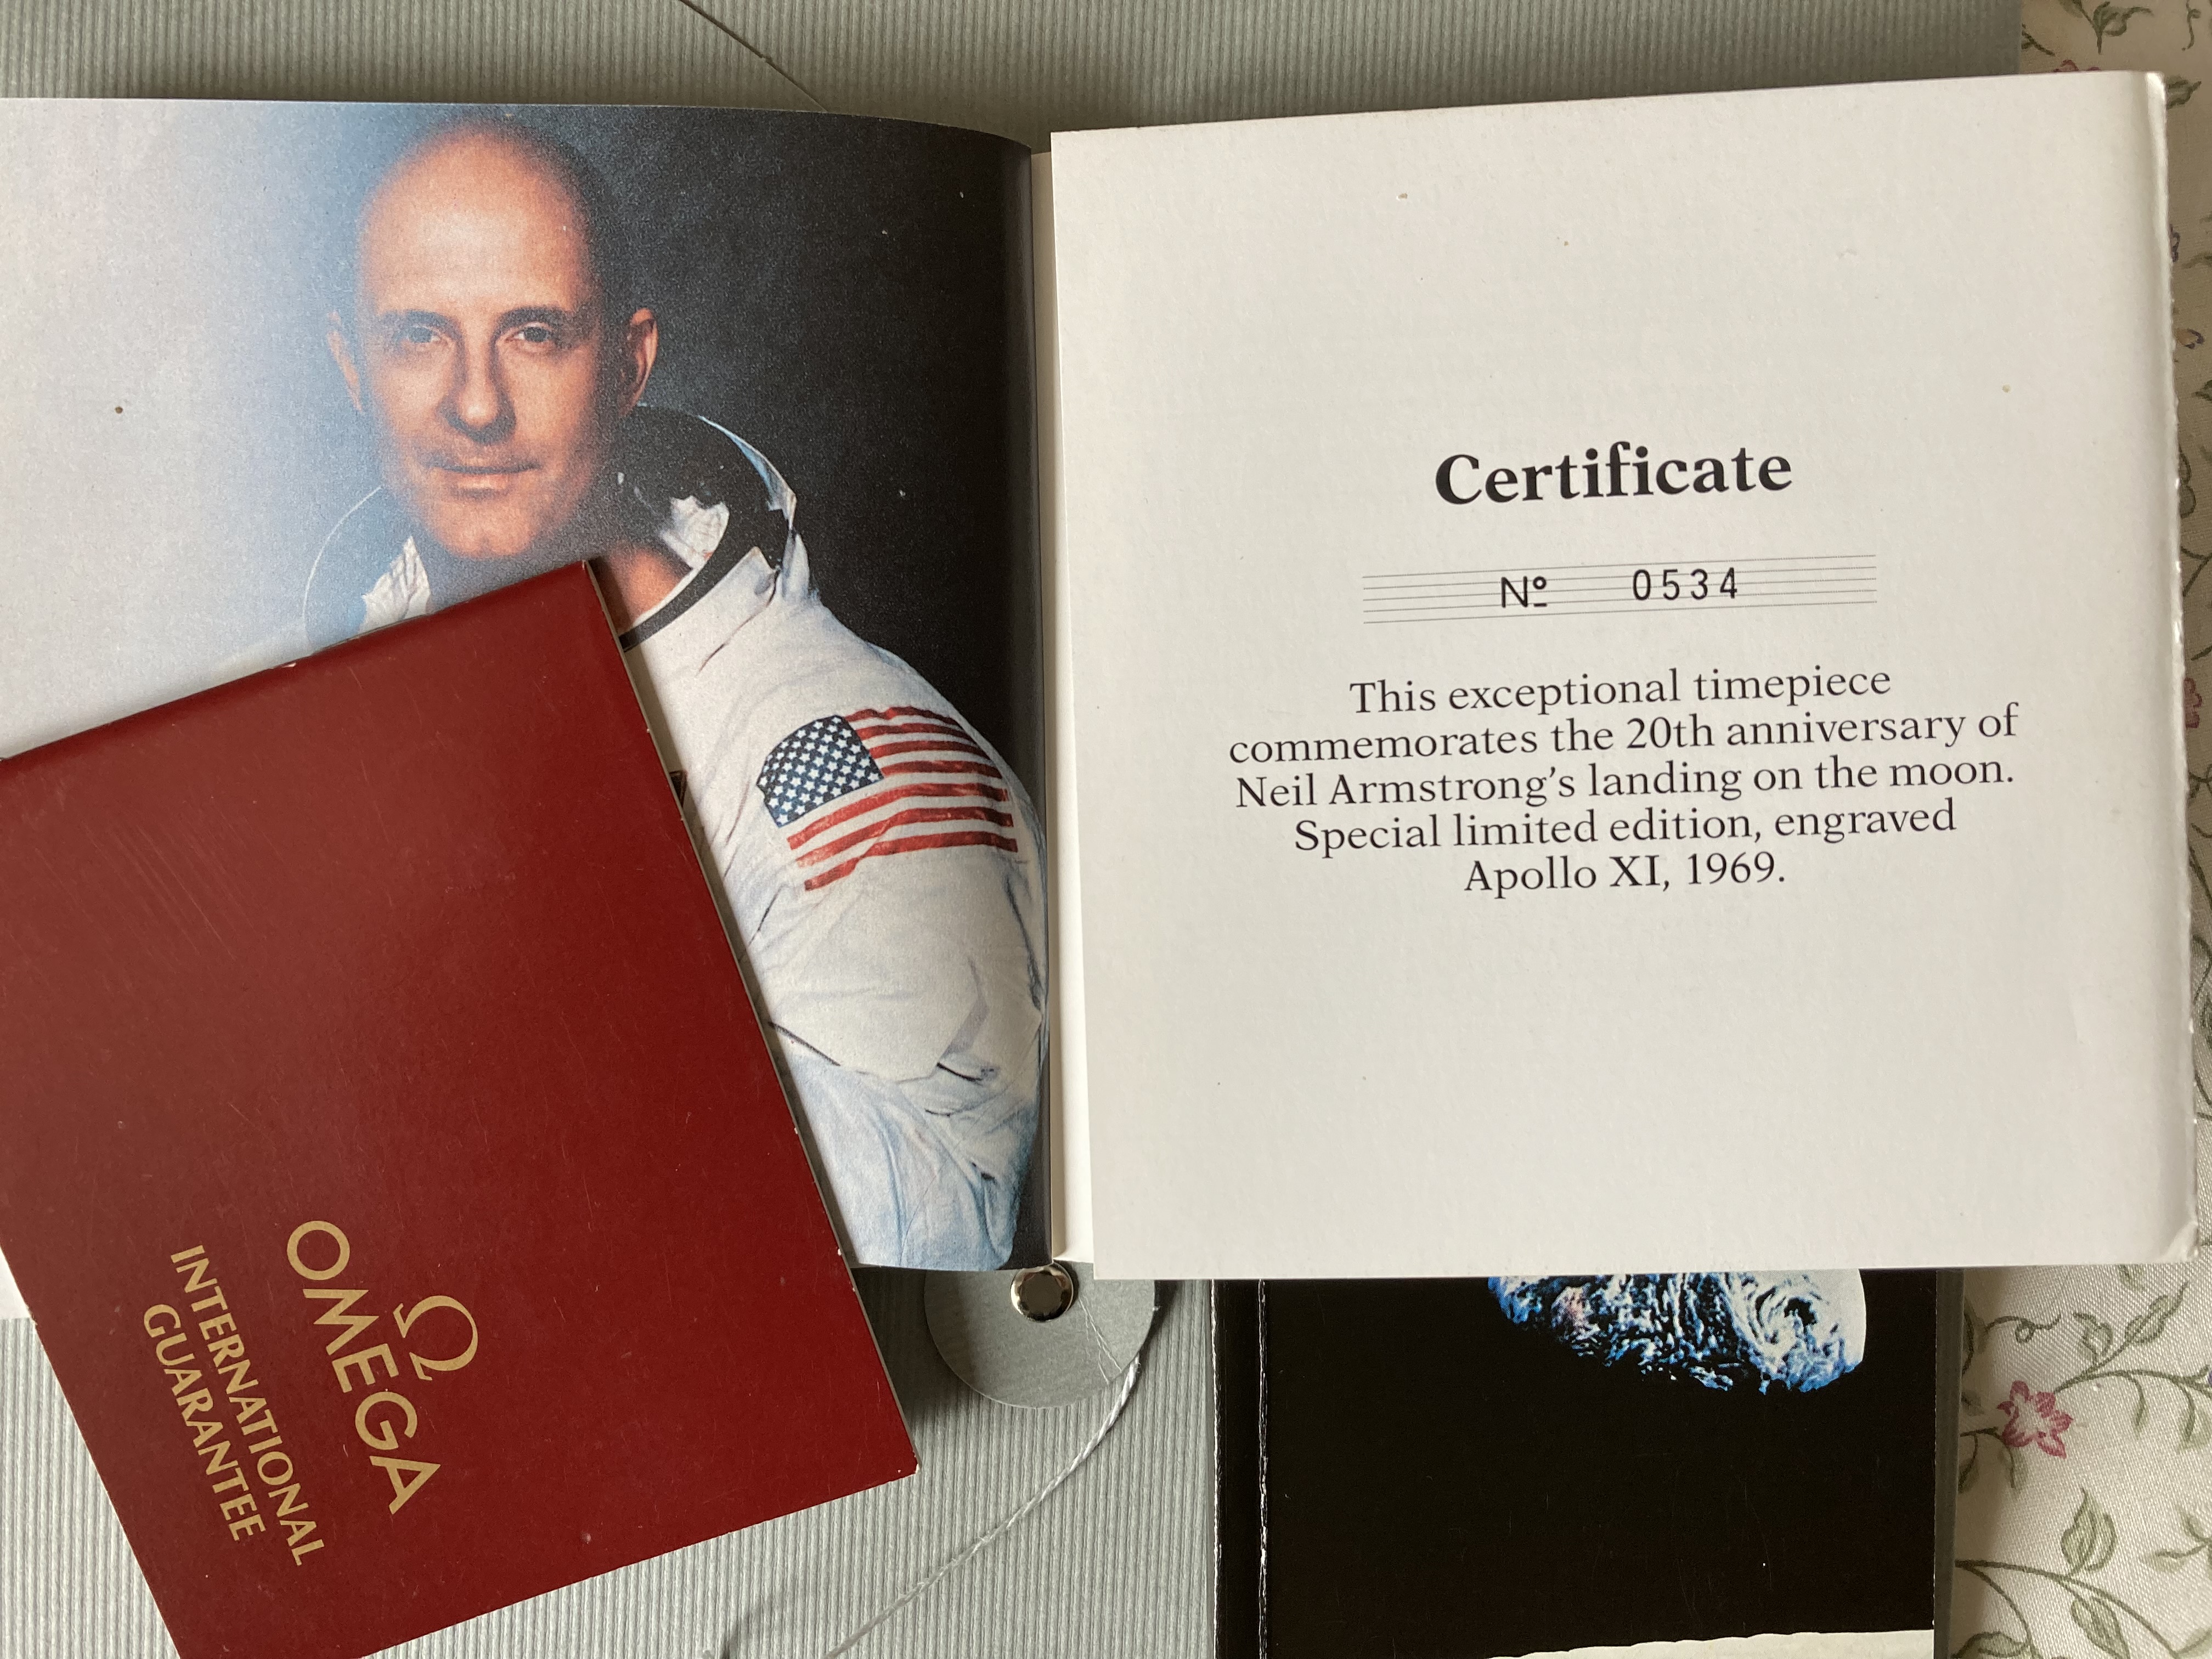 Certificate
Nº 0534
This exceptional timepiece
commemorates the 20th anniversary of
Neil Armstrong's landing on the moon.
Special limited edition, engraved
Apollo XI, 1969.
Ω
OMEGA
INTERNATIONAL
GUARANTEE